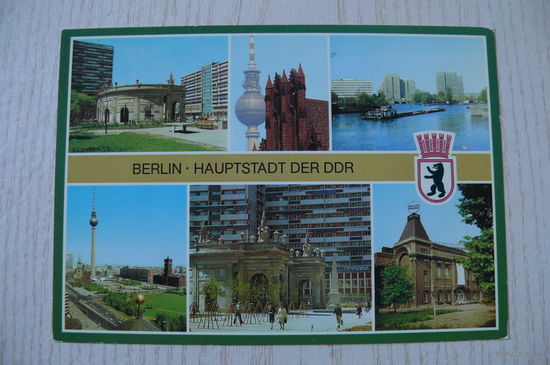 BERLIN · HAUPTSTADT DER DDR